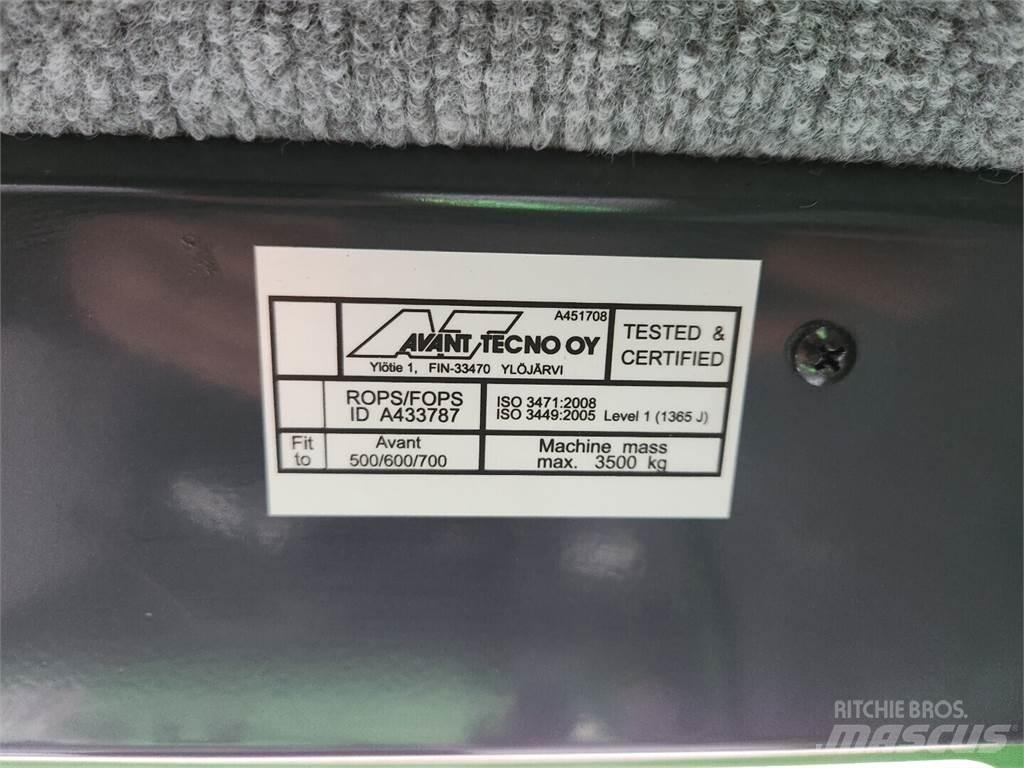 A451708
AVANT TECNO OY
Ylötie 1, FIN-33470 YLÖJÄRVI
TESTED &
CERTIFIED
ROPS/FOPS
ID A433787
ISO 3471:2008
ISO 3449:2005 Level 1 (1365 J)
Fit
to
Avant
500/600/700
Machine mass
max. 3500 kg
RITCHIE BROS.
MASCUS